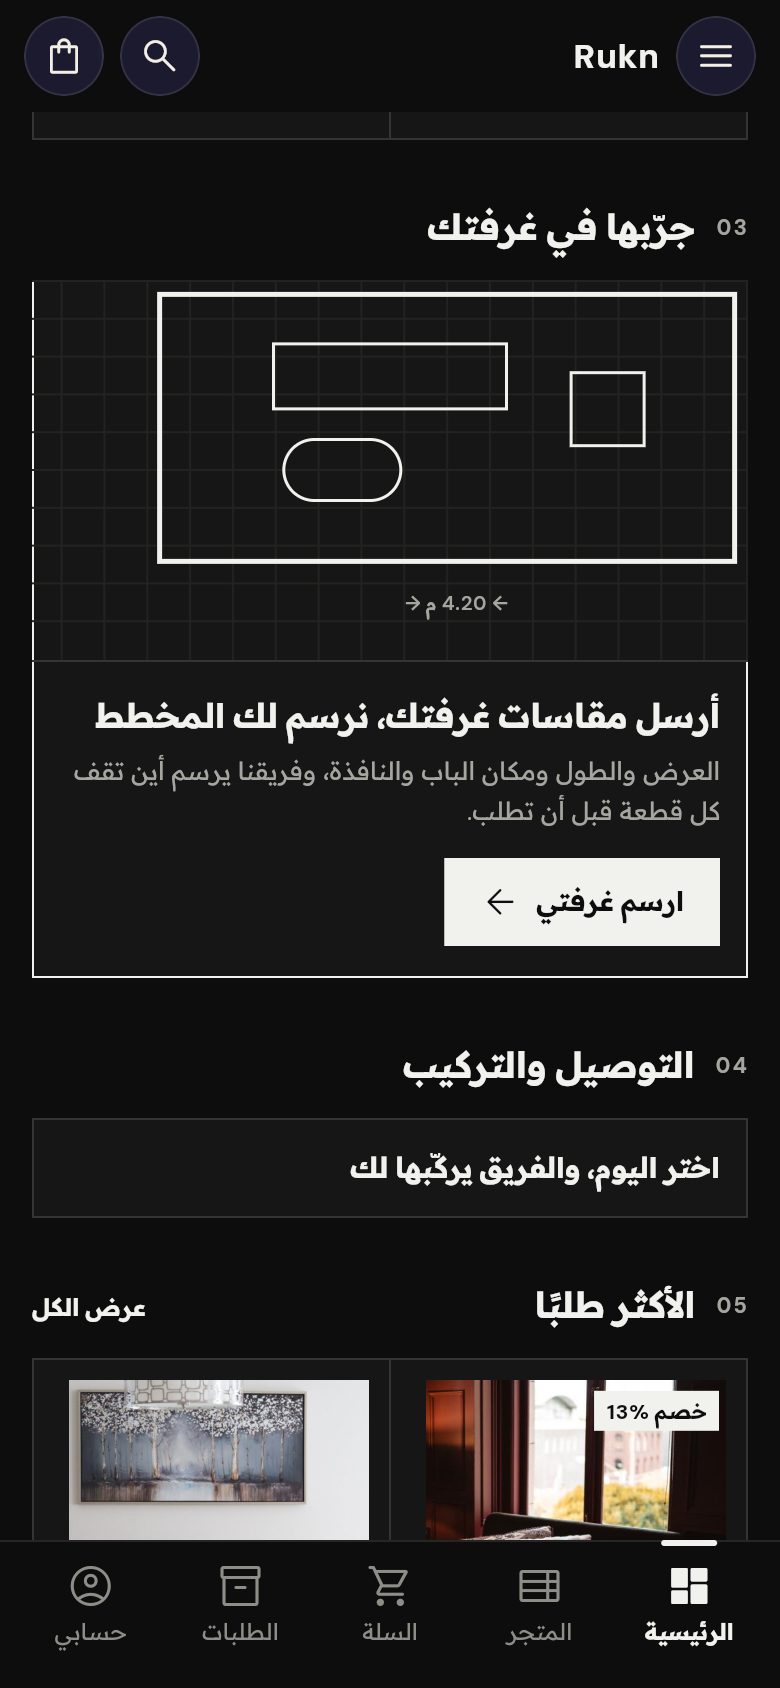 Rukn
03 جرّبها في غرفتك
← 4.20 م →
أرسل مقاسات غرفتك، نرسم لك المخطط
العرض والطول ومكان الباب والنافذة، وفريقنا يرسم أين تقف
كل قطعة قبل أن تطلب.
ارسم غرفتي ←
04 التوصيل والتركيب
اختر اليوم، والفريق يركّبها لك
05 الأكثر طلبًا
عرض الكل
خصم 13%
الرئيسية
المتجر
السلة
الطلبات
حسابي